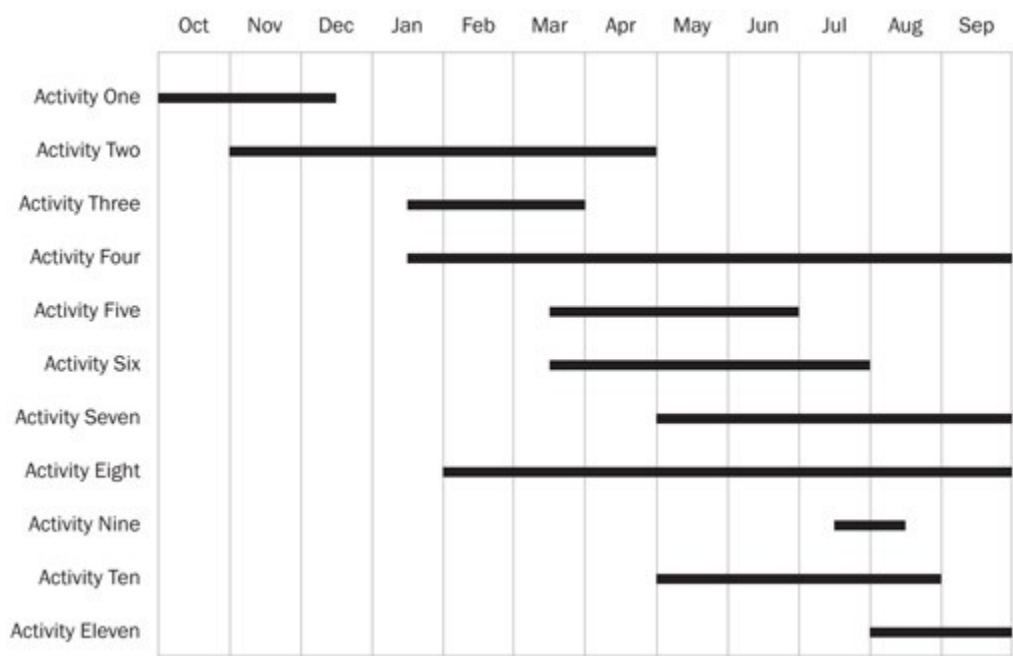 Oct Nov Dec Jan Feb Mar Apr May Jun Jul Aug Sep
Activity One
Activity Two
Activity Three
Activity Four
Activity Five
Activity Six
Activity Seven
Activity Eight
Activity Nine
Activity Ten
Activity Eleven